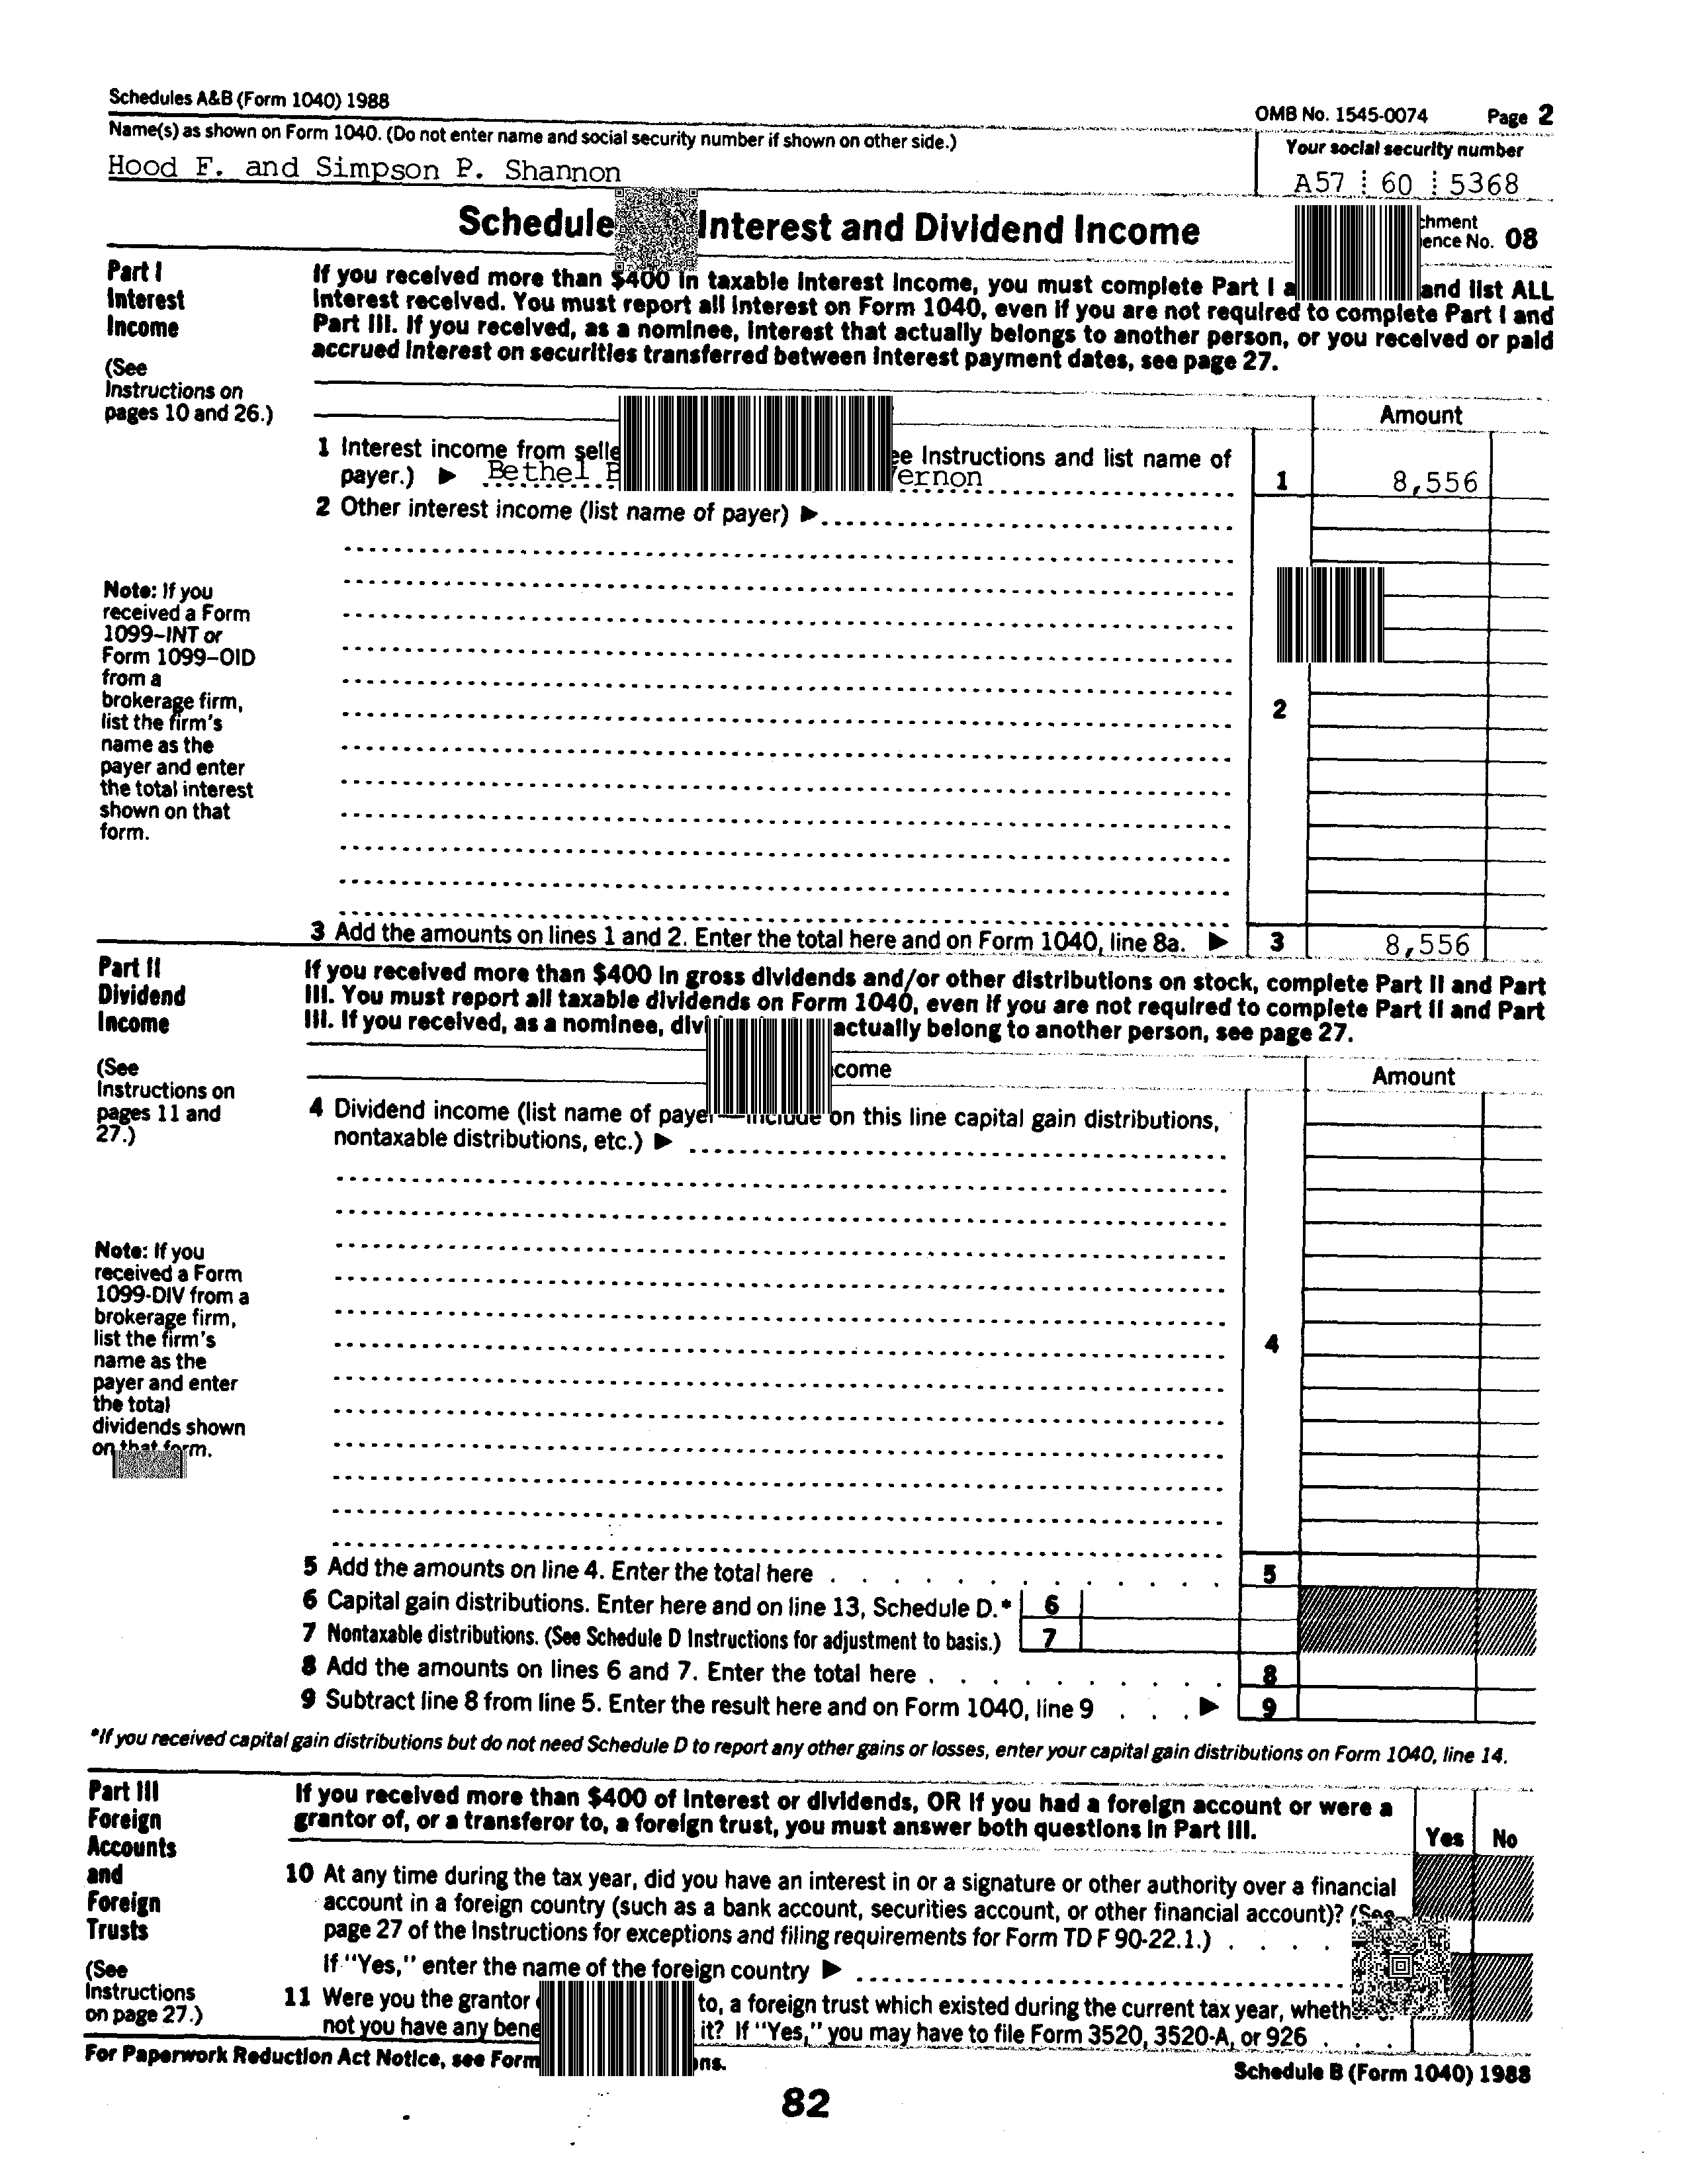 Schedules A&B (Form 1040) 1988
OMB No. 1545-0074 Page 2
Name(s) as shown on Form 1040. (Do not enter name and social security number if shown on other side.)
Your social security number
Hood F. and Simpson P. Shannon
A57 60 5368
Schedule Interest and Dividend Income
No. 08
Part I
Interest
Income
(See
Instructions on
pages 10 and 26.)
If you received more than $400 in taxable interest income, you must complete Part I and list ALL
interest received. You must report all interest on Form 1040, even if you are not required to complete Part I and
Part III. If you received, as a nominee, interest that actually belongs to another person, or you received or paid
accrued interest on securities transferred between interest payment dates, see page 27.
Amount
1 Interest income from Instructions and list name of
payer.) ▶ Bethel 1 8,556
2 Other interest income (list name of payer) ▶
Note: If you
received a Form
1099–INT or
Form 1099–OID
from a
brokerage firm,
list the firm's
name as the
payer and enter
the total interest
shown on that
form.
2
3 Add the amounts on lines 1 and 2. Enter the total here and on Form 1040, line 8a. ▶ 3 8,556
Part II
Dividend
Income
(See
Instructions on
pages 11 and
27.)
If you received more than $400 in gross dividends and/or other distributions on stock, complete Part II and Part
III. You must report all taxable dividends on Form 1040, even if you are not required to complete Part II and Part
III. If you received, as a nominee, actually belong to another person, see page 27.
Amount
4 Dividend income (list name of payer—include on this line capital gain distributions,
nontaxable distributions, etc.) ▶
Note: If you
received a Form
1099-DIV from a
brokerage firm,
list the firm's
name as the
payer and enter
the total
dividends shown
on that form.
4
5 Add the amounts on line 4. Enter the total here 5
6 Capital gain distributions. Enter here and on line 13, Schedule D.* 6
7 Nontaxable distributions. (See Schedule D Instructions for adjustment to basis.) 7
8 Add the amounts on lines 6 and 7. Enter the total here 8
9 Subtract line 8 from line 5. Enter the result here and on Form 1040, line 9 ▶ 9
*If you received capital gain distributions but do not need Schedule D to report any other gains or losses, enter your capital gain distributions on Form 1040, line 14.
Part III
Foreign
Accounts
and
Foreign
Trusts
(See
Instructions
on page 27.)
If you received more than $400 of interest or dividends, OR if you had a foreign account or were a
grantor of, or a transferor to, a foreign trust, you must answer both questions in Part III.
Yes No
10 At any time during the tax year, did you have an interest in or a signature or other authority over a financial
account in a foreign country (such as a bank account, securities account, or other financial account)? (See
page 27 of the Instructions for exceptions and filing requirements for Form TD F 90-22.1.)
If "Yes," enter the name of the foreign country ▶
11 Were you the grantor to, a foreign trust which existed during the current tax year,
not you have any it? If "Yes," you may have to file Form 3520, 3520-A, or 926
For Paperwork Reduction Act Notice, see Form
Schedule B (Form 1040) 1988
82